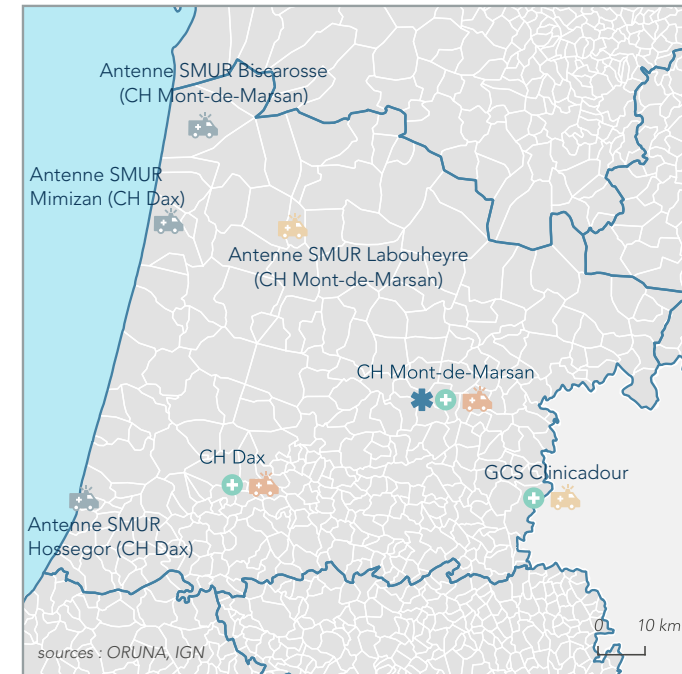 Antenne SMUR Biscarosse
(CH Mont-de-Marsan)
Antenne SMUR
Mimizan (CH Dax)
Antenne SMUR Labouheyre
(CH Mont-de-Marsan)
CH Mont-de-Marsan
CH Dax
GCS Clinicadour
Antenne SMUR
Hossegor (CH Dax)
0 10 km
sources : ORUNA, IGN